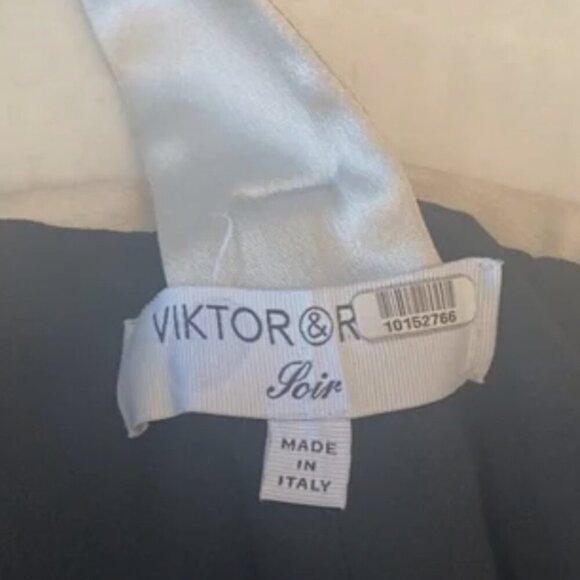 VIKTOR&R
10152766
Soir
MADE
IN
ITALY